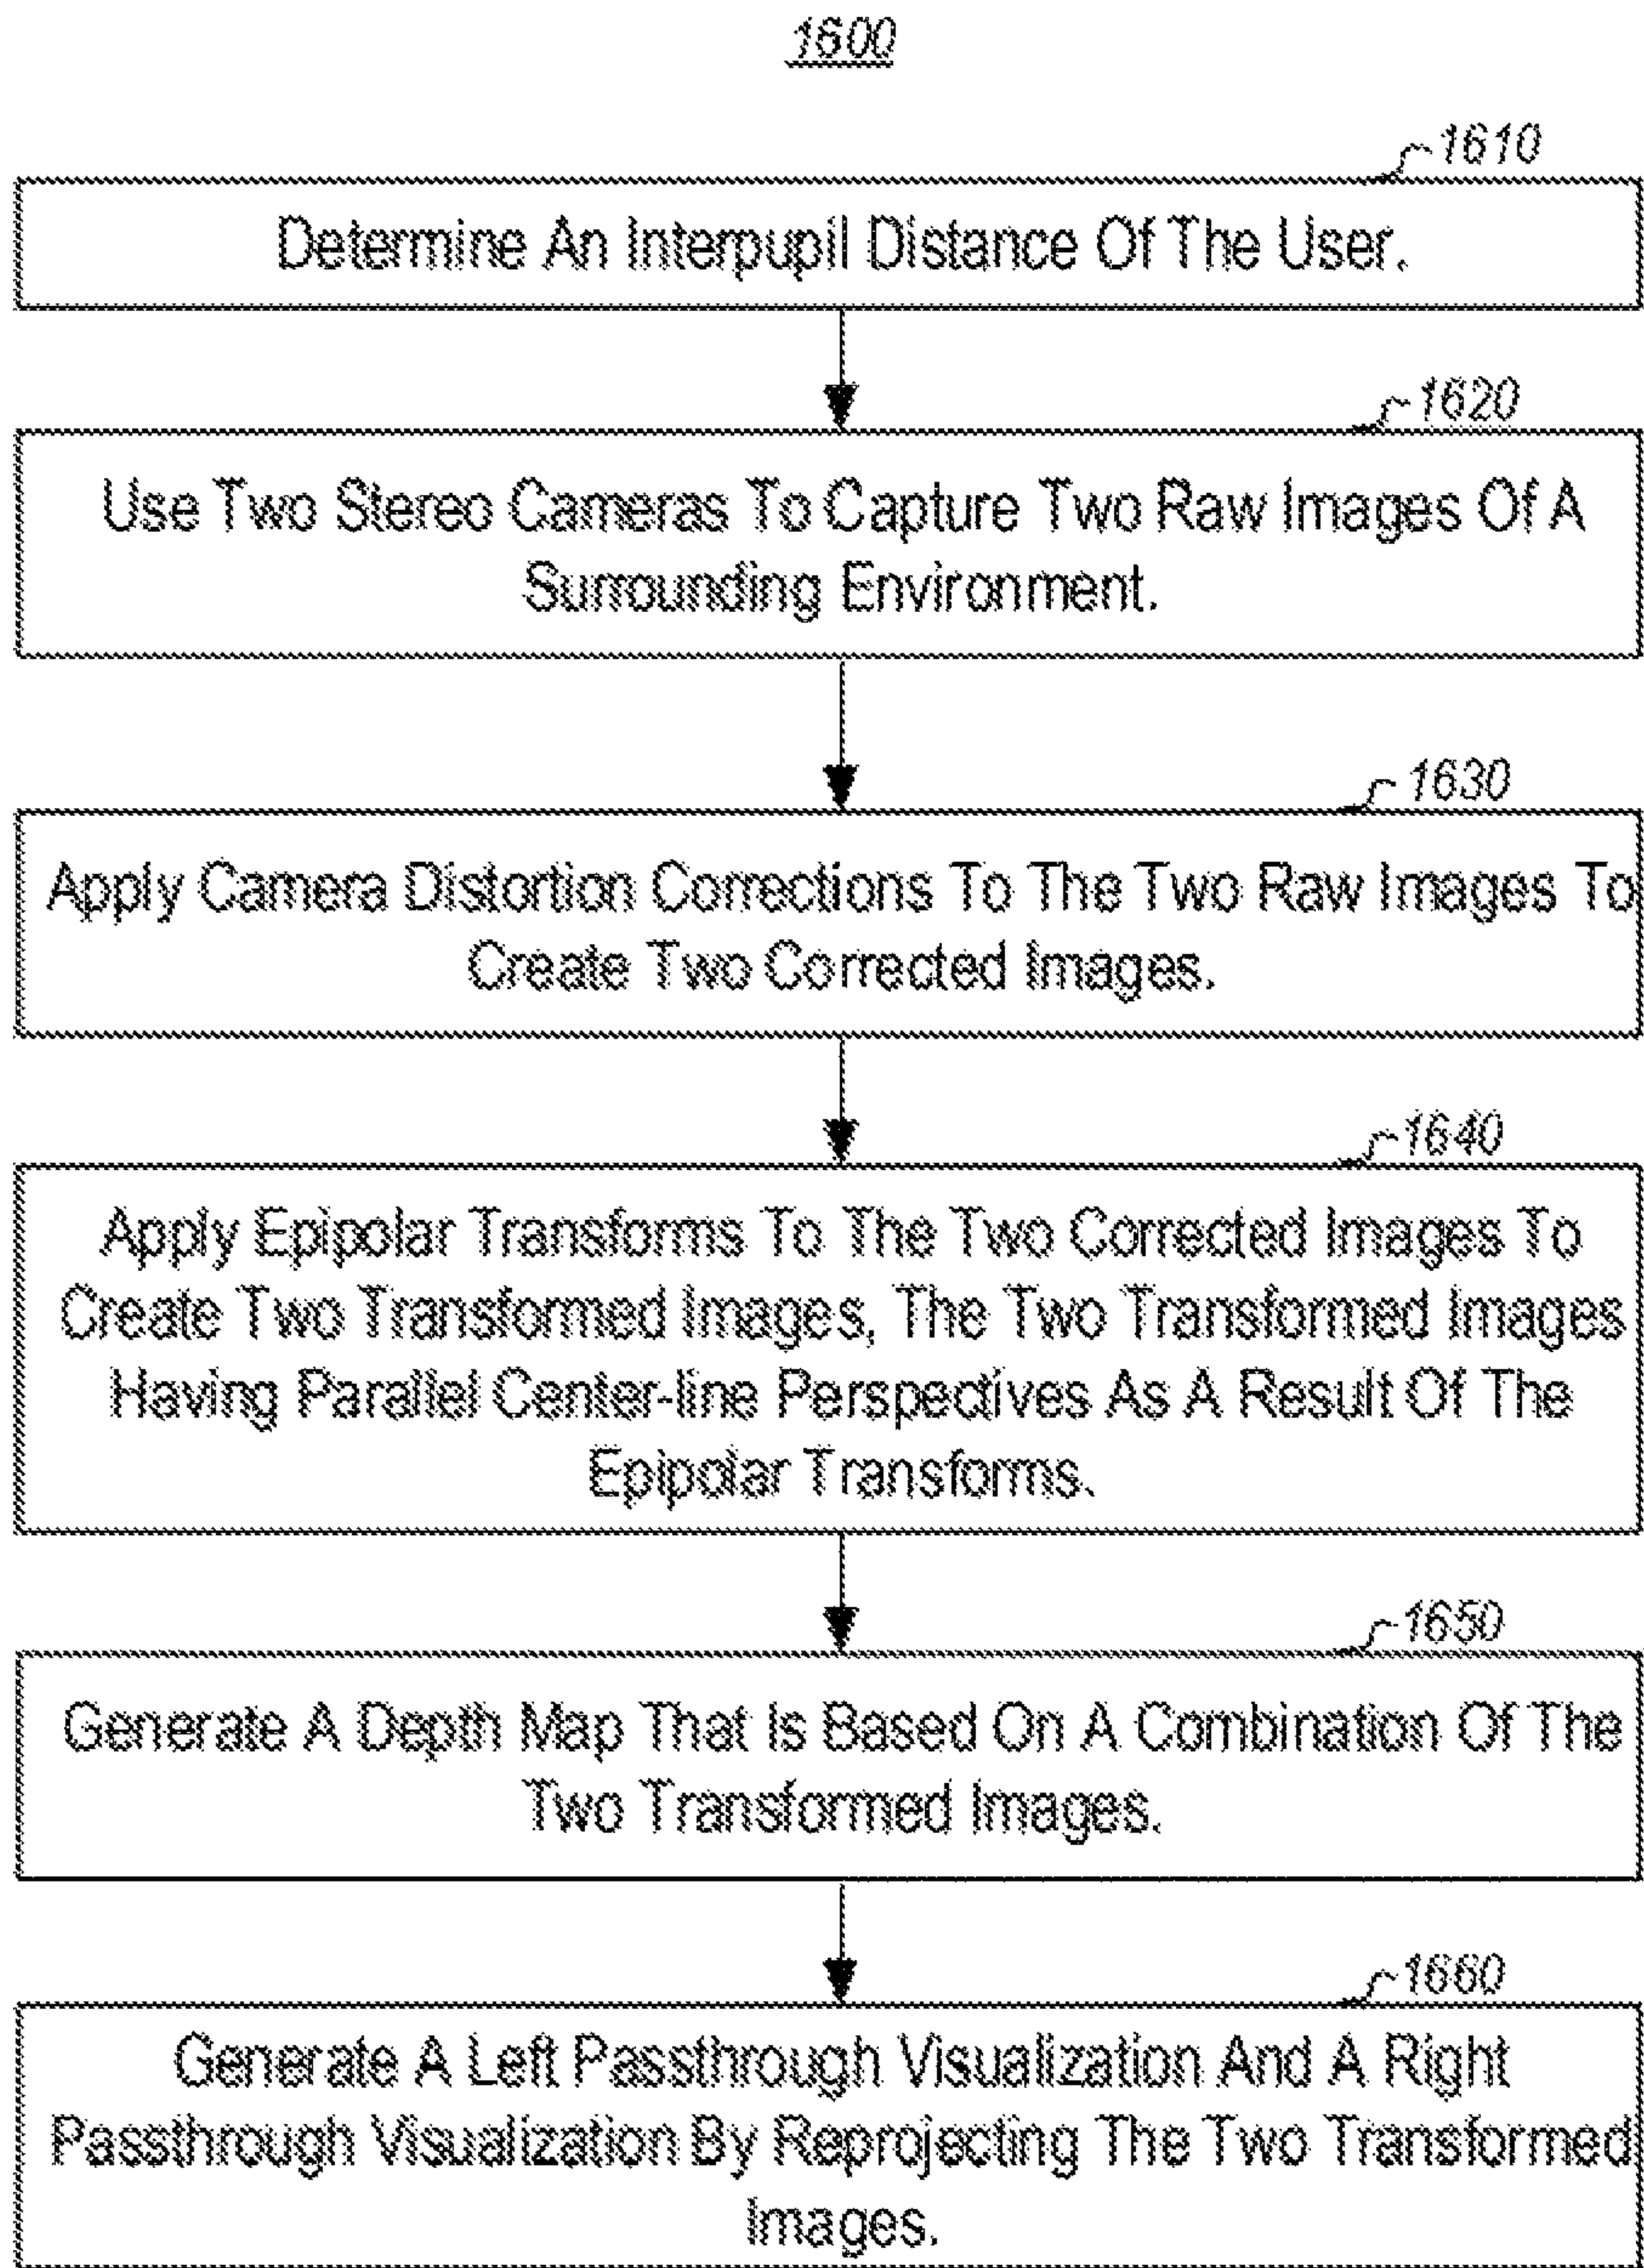 1600
1610
Determine An Interpupil Distance Of The User.
1620
Use Two Stereo Cameras To Capture Two Raw Images Of A
Surrounding Environment.
1630
Apply Camera Distortion Corrections To The Two Raw Images To
Create Two Corrected Images.
1640
Apply Epipolar Transforms To The Two Corrected Images To
Create Two Transformed Images, The Two Transformed Images
Having Parallel Center-line Perspectives As A Result Of The
Epipolar Transforms.
1650
Generate A Depth Map That Is Based On A Combination Of The
Two Transformed Images.
1660
Generate A Left Passthrough Visualization And A Right
Passthrough Visualization By Reprojecting The Two Transformed
Images.